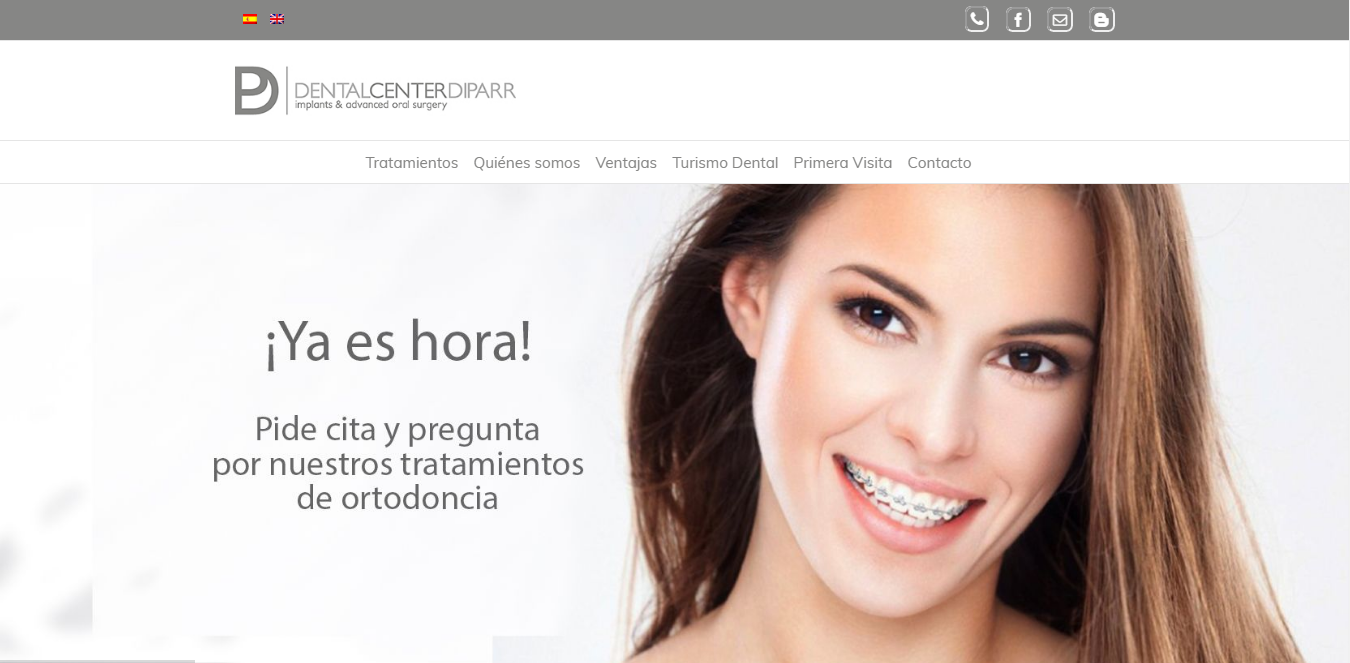 DENTALCENTERDIPARR
implants & advanced oral surgery
Tratamientos Quiénes somos Ventajas Turismo Dental Primera Visita Contacto
¡Ya es hora!
Pide cita y pregunta
por nuestros tratamientos
de ortodoncia